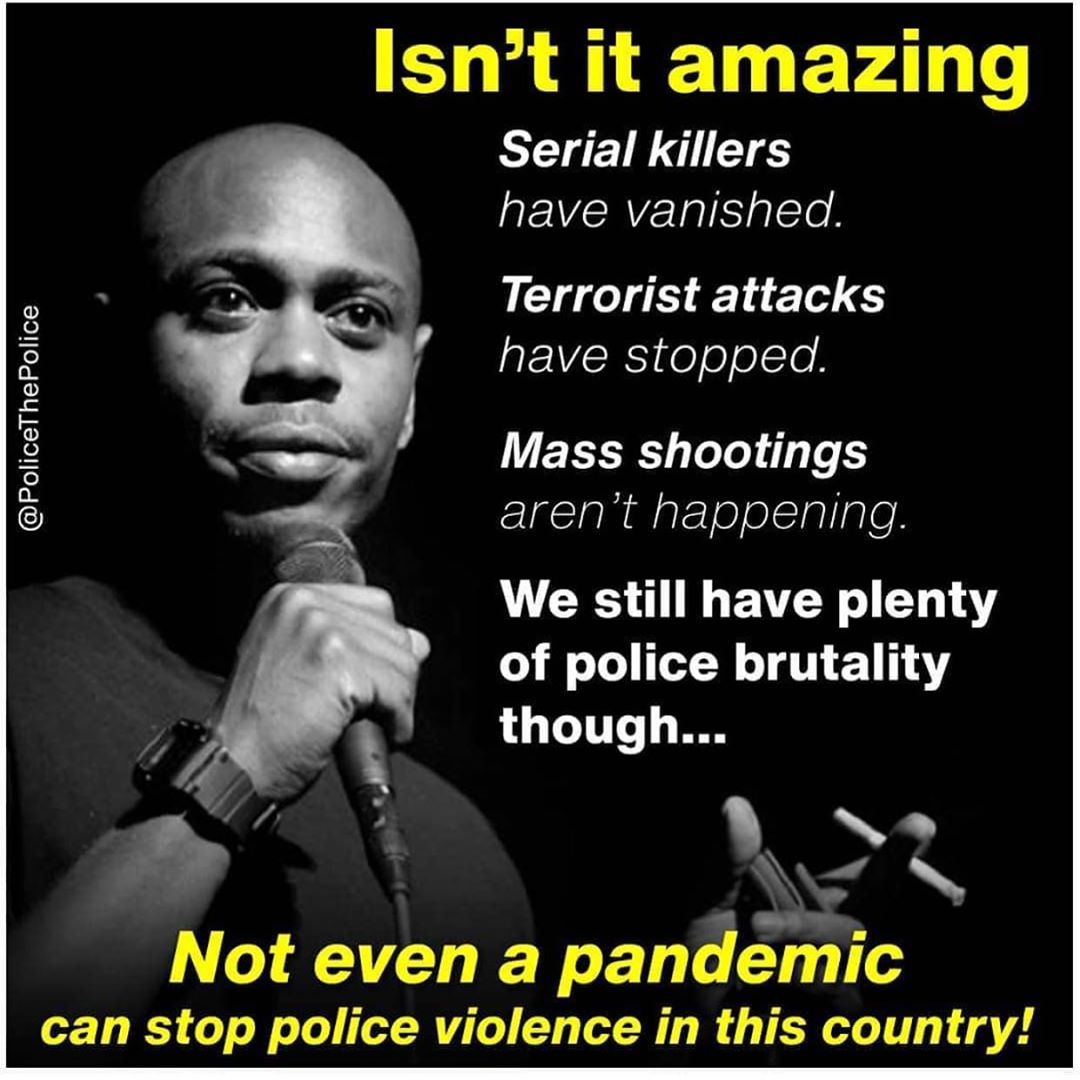 Isn't it amazing
Serial killers
have vanished.
Terrorist attacks
have stopped.
Mass shootings
aren't happening.
We still have plenty
of police brutality
though...
Not even a pandemic
can stop police violence in this country!
@PoliceThePolice